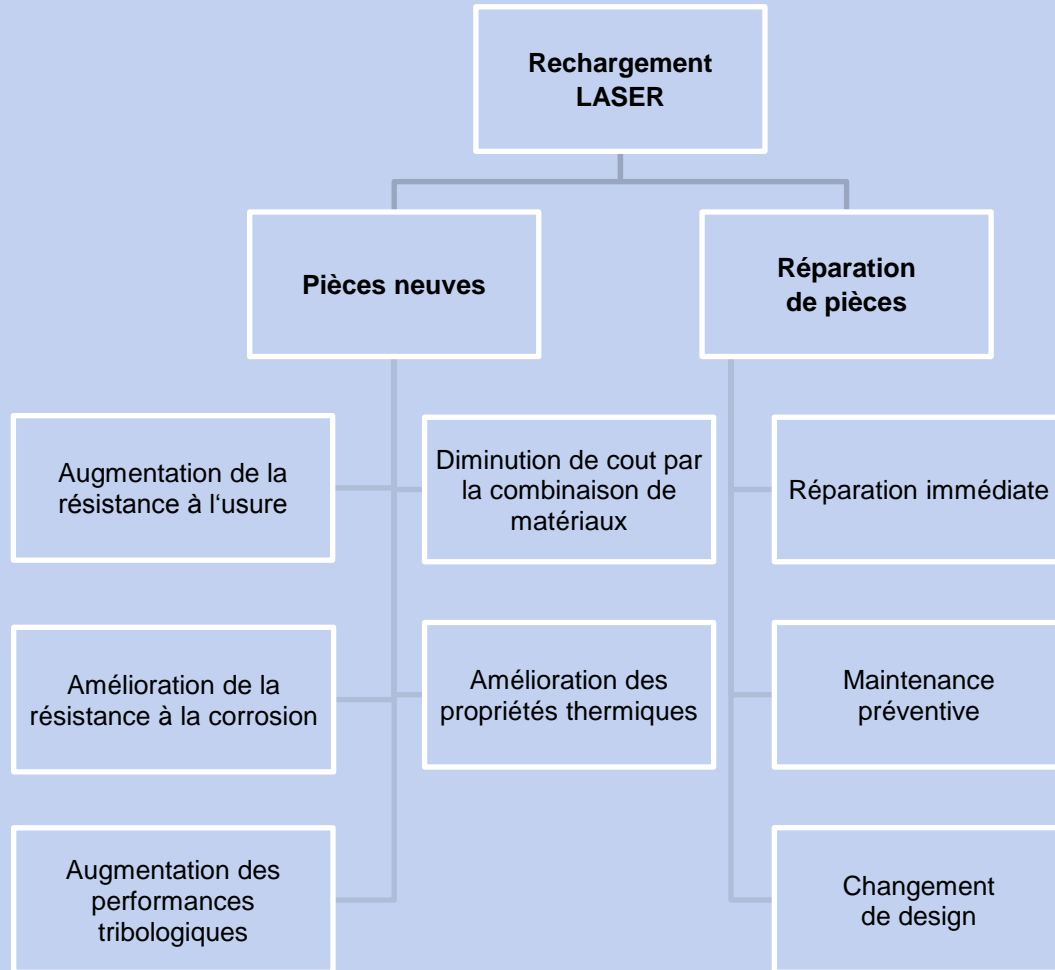 Rechargement
LASER
Pièces neuves
Réparation
de pièces
Augmentation de la
résistance à l‘usure
Diminution de cout par
la combinaison de
matériaux
Réparation immédiate
Amélioration de la
résistance à la corrosion
Amélioration des
propriétés thermiques
Maintenance
préventive
Augmentation des
performances
tribologiques
Changement
de design